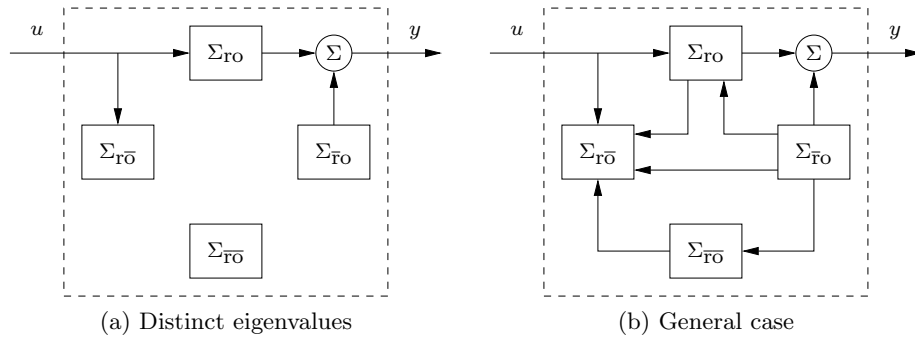 u
Σro
Σ
y
Σrō
Σr̄o
Σr̄ō
(a) Distinct eigenvalues
u
Σro
Σ
y
Σrō
Σr̄o
Σr̄ō
(b) General case